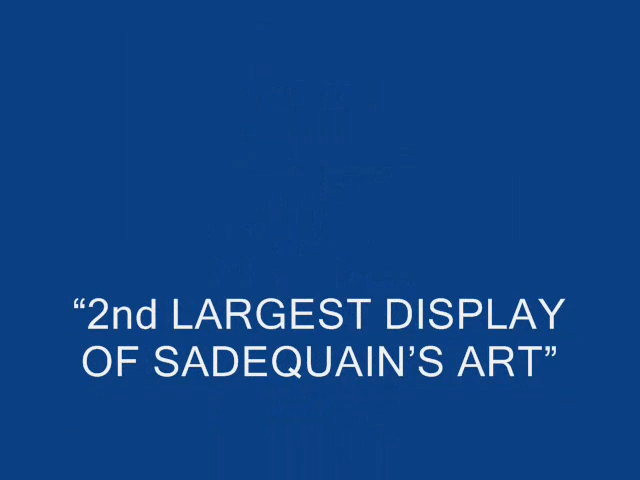 “2nd LARGEST DISPLAY
OF SADEQUAIN’S ART”